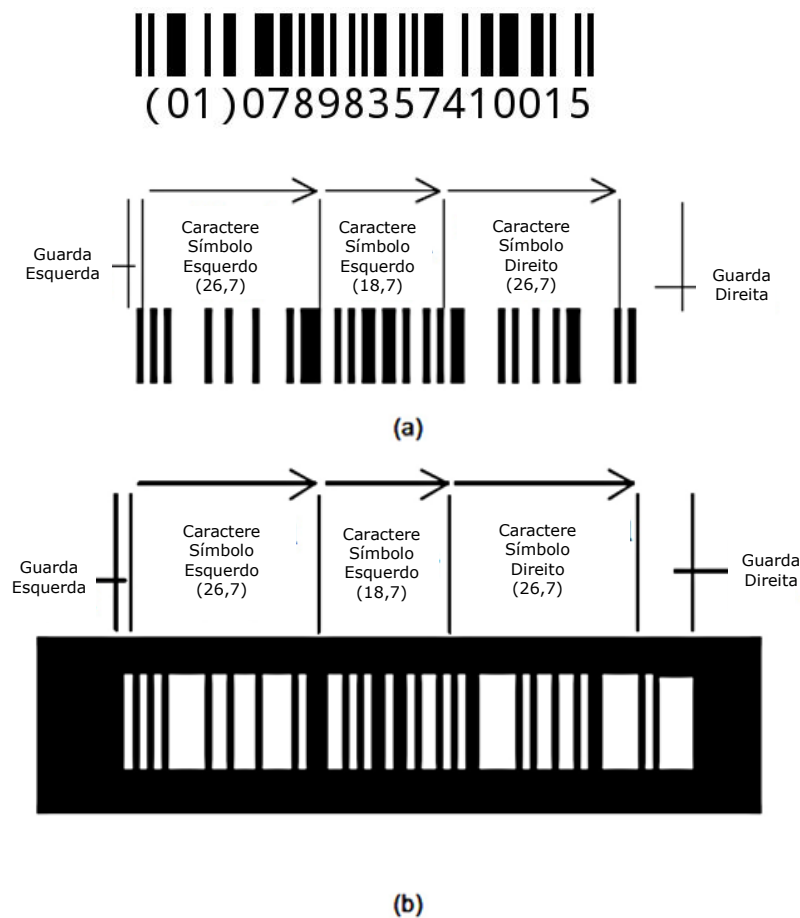 (01)07898357410015
Guarda
Esquerda
Caractere
Símbolo
Esquerdo
(26,7)
Caractere
Símbolo
Esquerdo
(18,7)
Caractere
Símbolo
Direito
(26,7)
Guarda
Direita
(a)
Guarda
Esquerda
Caractere
Símbolo
Esquerdo
(26,7)
Caractere
Símbolo
Esquerdo
(18,7)
Caractere
Símbolo
Direito
(26,7)
Guarda
Direita
(b)